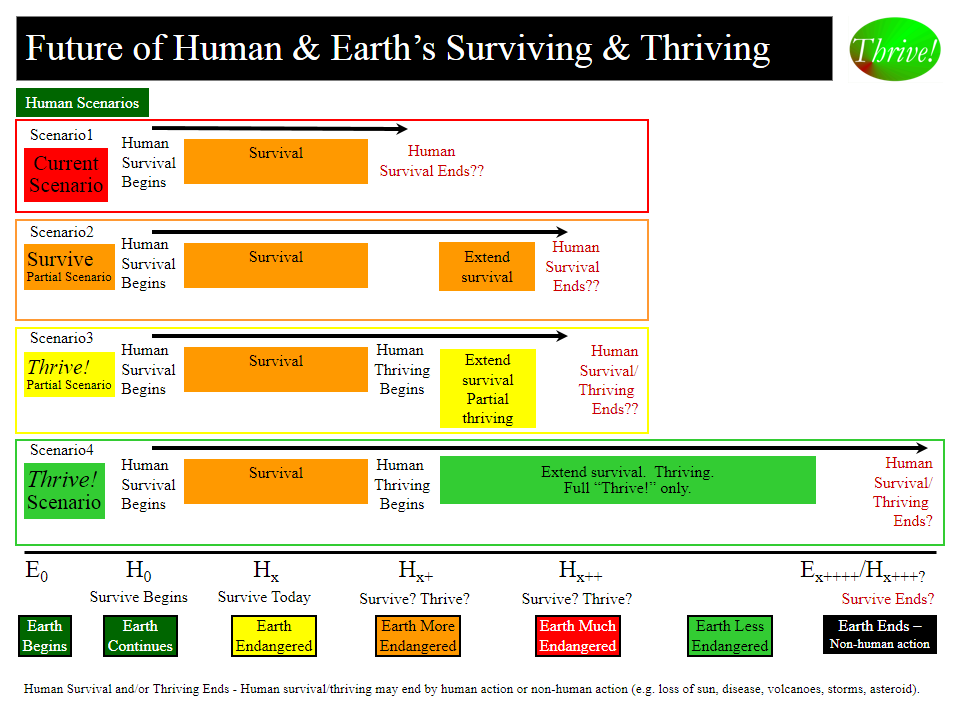 Future of Human & Earth's Surviving & Thriving
Thrive!
Human Scenarios
Scenario1
Current
Scenario
Human
Survival
Begins
Survival
Human
Survival Ends??
Scenario2
Survive
Partial Scenario
Human
Survival
Begins
Survival
Extend
survival
Human
Survival
Ends??
Scenario3
Thrive!
Partial Scenario
Human
Survival
Begins
Survival
Human
Thriving
Begins
Extend
survival
Partial
thriving
Human
Survival/
Thriving
Ends??
Scenario4
Thrive!
Scenario
Human
Survival
Begins
Survival
Human
Thriving
Begins
Extend survival.  Thriving.
Full “Thrive!” only.
Human
Survival/
Thriving
Ends?
E0
H0
Hx
Hx+
Hx++
Ex++++/Hx+++?
Survive Begins
Survive Today
Survive? Thrive?
Survive? Thrive?
Survive Ends?
Earth
Begins
Earth
Continues
Earth
Endangered
Earth More
Endangered
Earth Much
Endangered
Earth Less
Endangered
Earth Ends –
Non-human action
Human Survival and/or Thriving Ends - Human survival/thriving may end by human action or non-human action (e.g. loss of sun, disease, volcanoes, storms, asteroid).